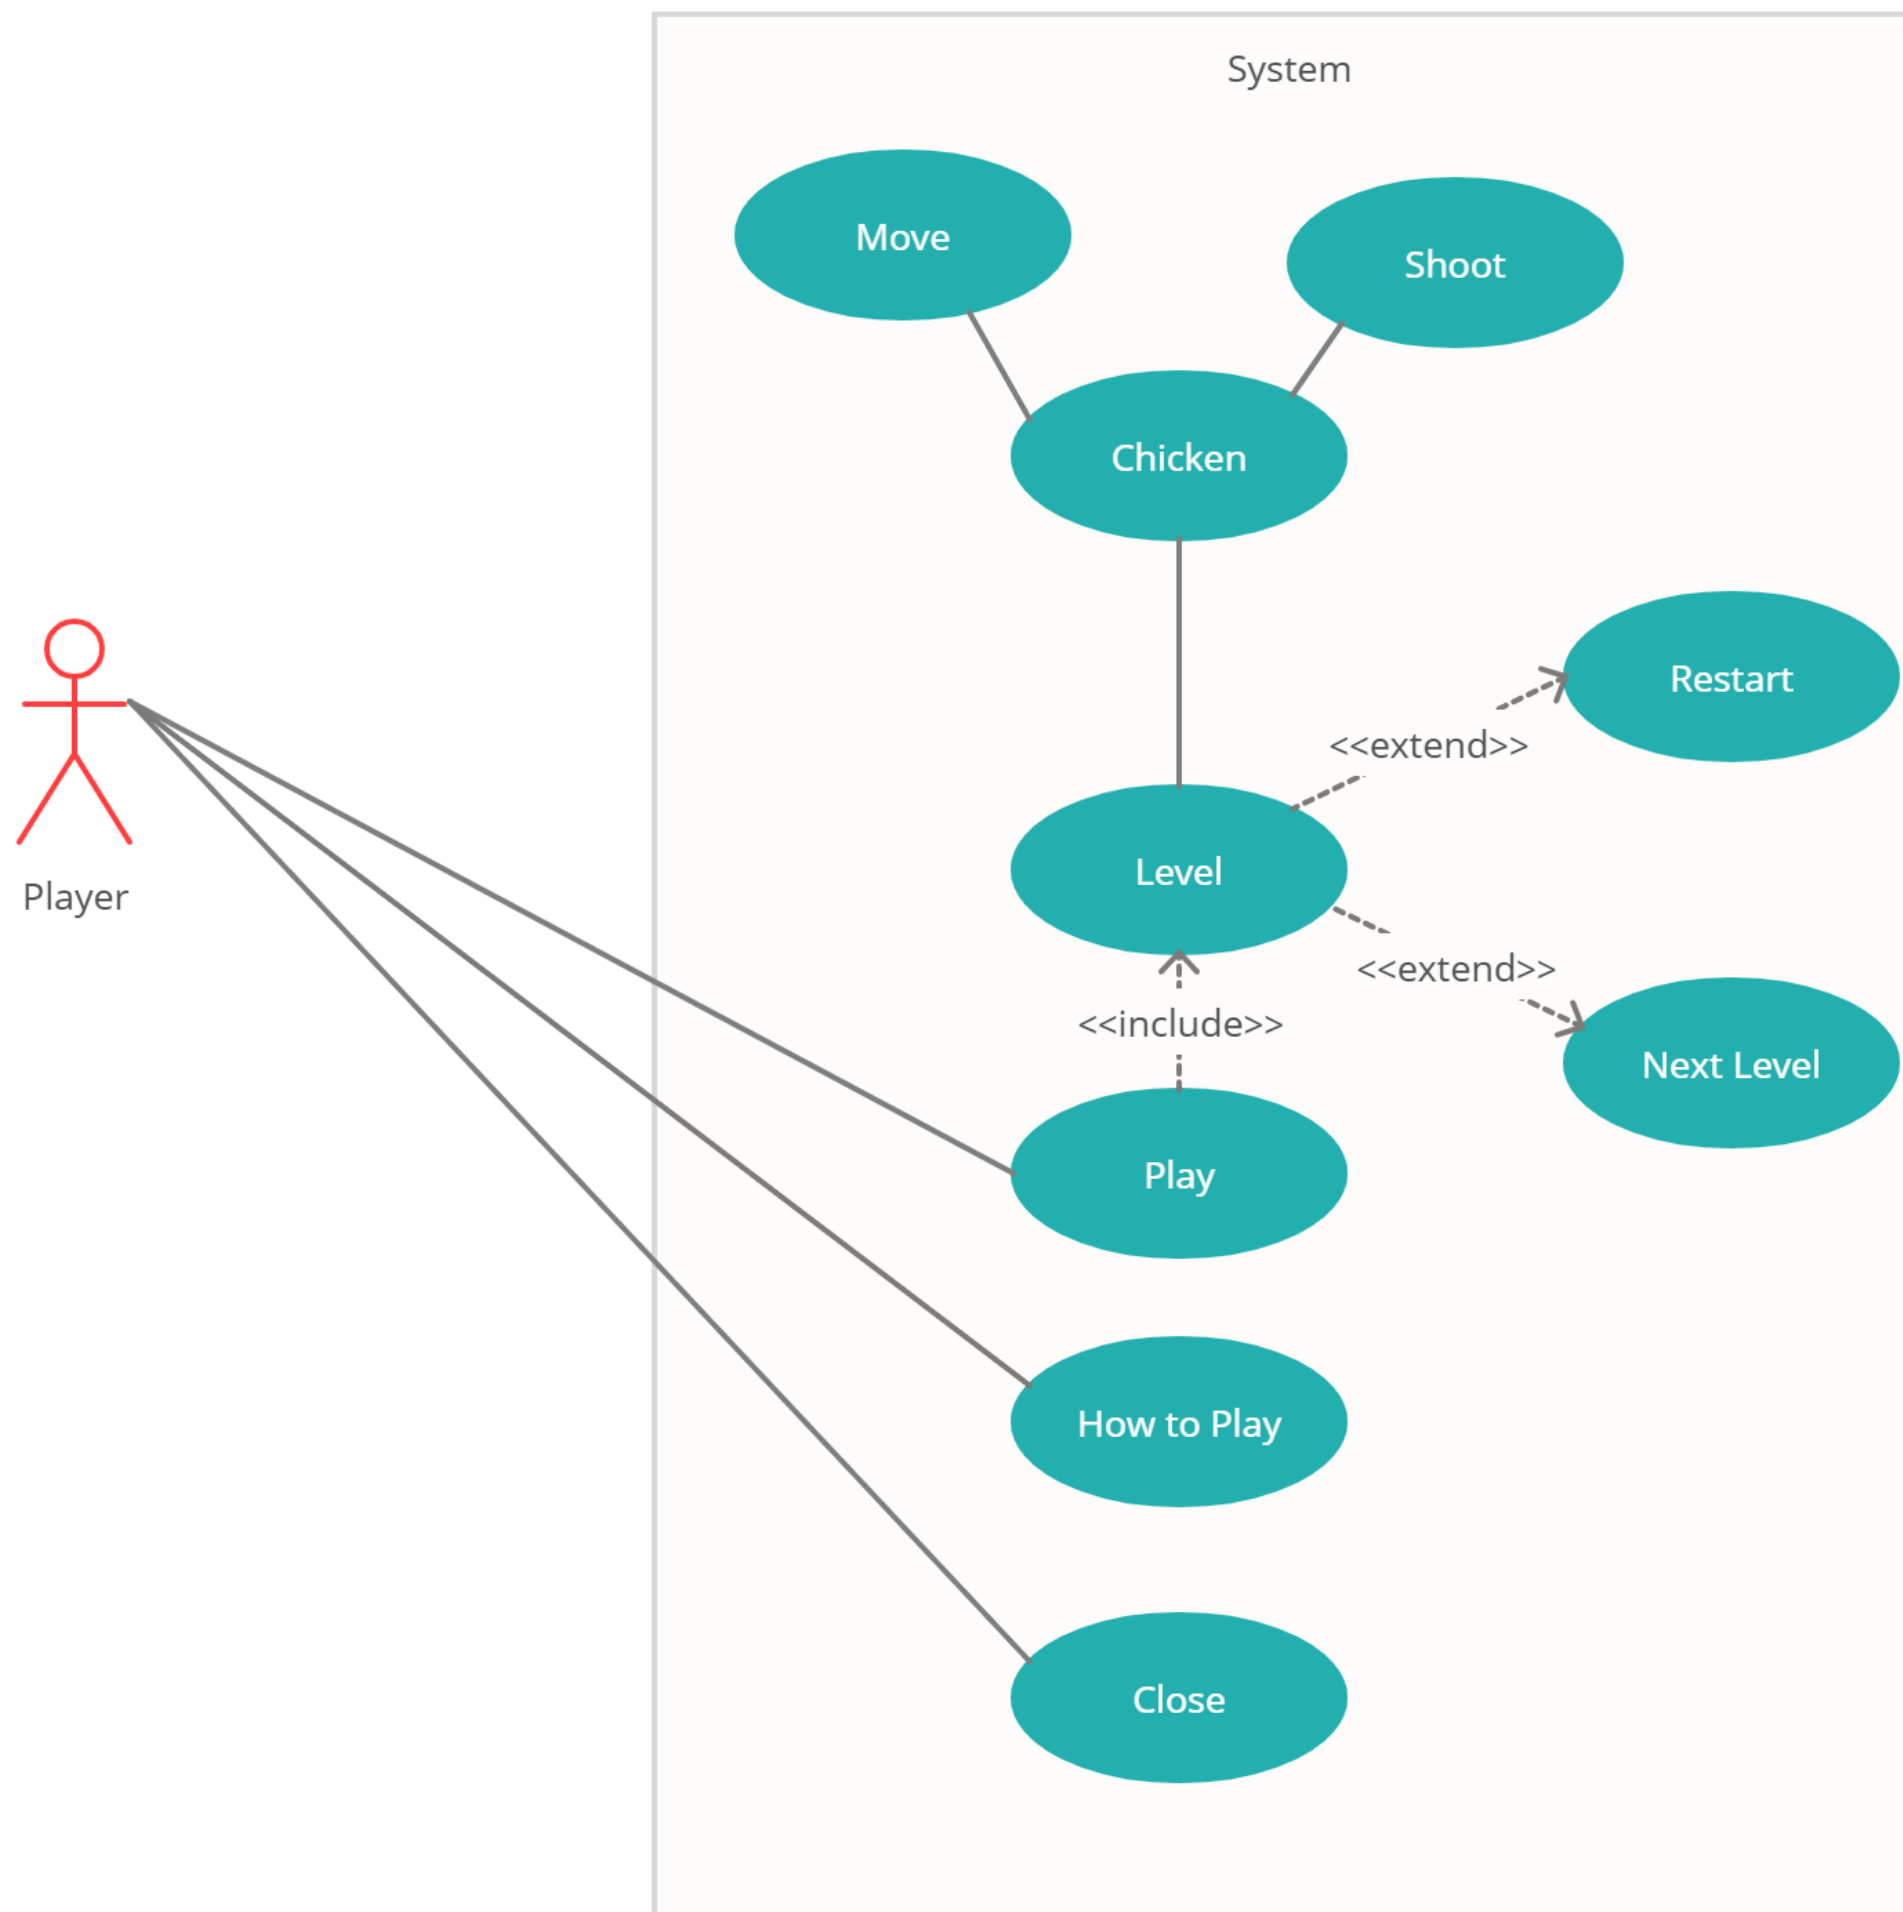 System
Move
Shoot
Chicken
Restart
<<extend>>
Level
Player
<<extend>>
<<include>>
Next Level
Play
How to Play
Close